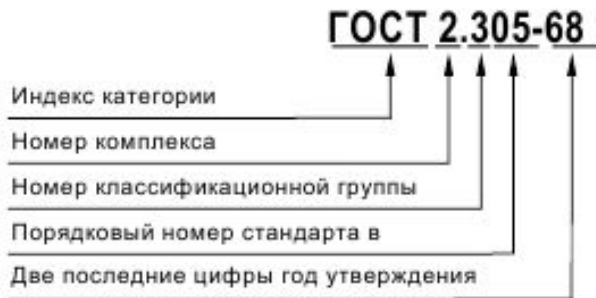 ГОСТ 2.305-68
Индекс категории
Номер комплекса
Номер классификационной группы
Порядковый номер стандарта в
Две последние цифры год утверждения